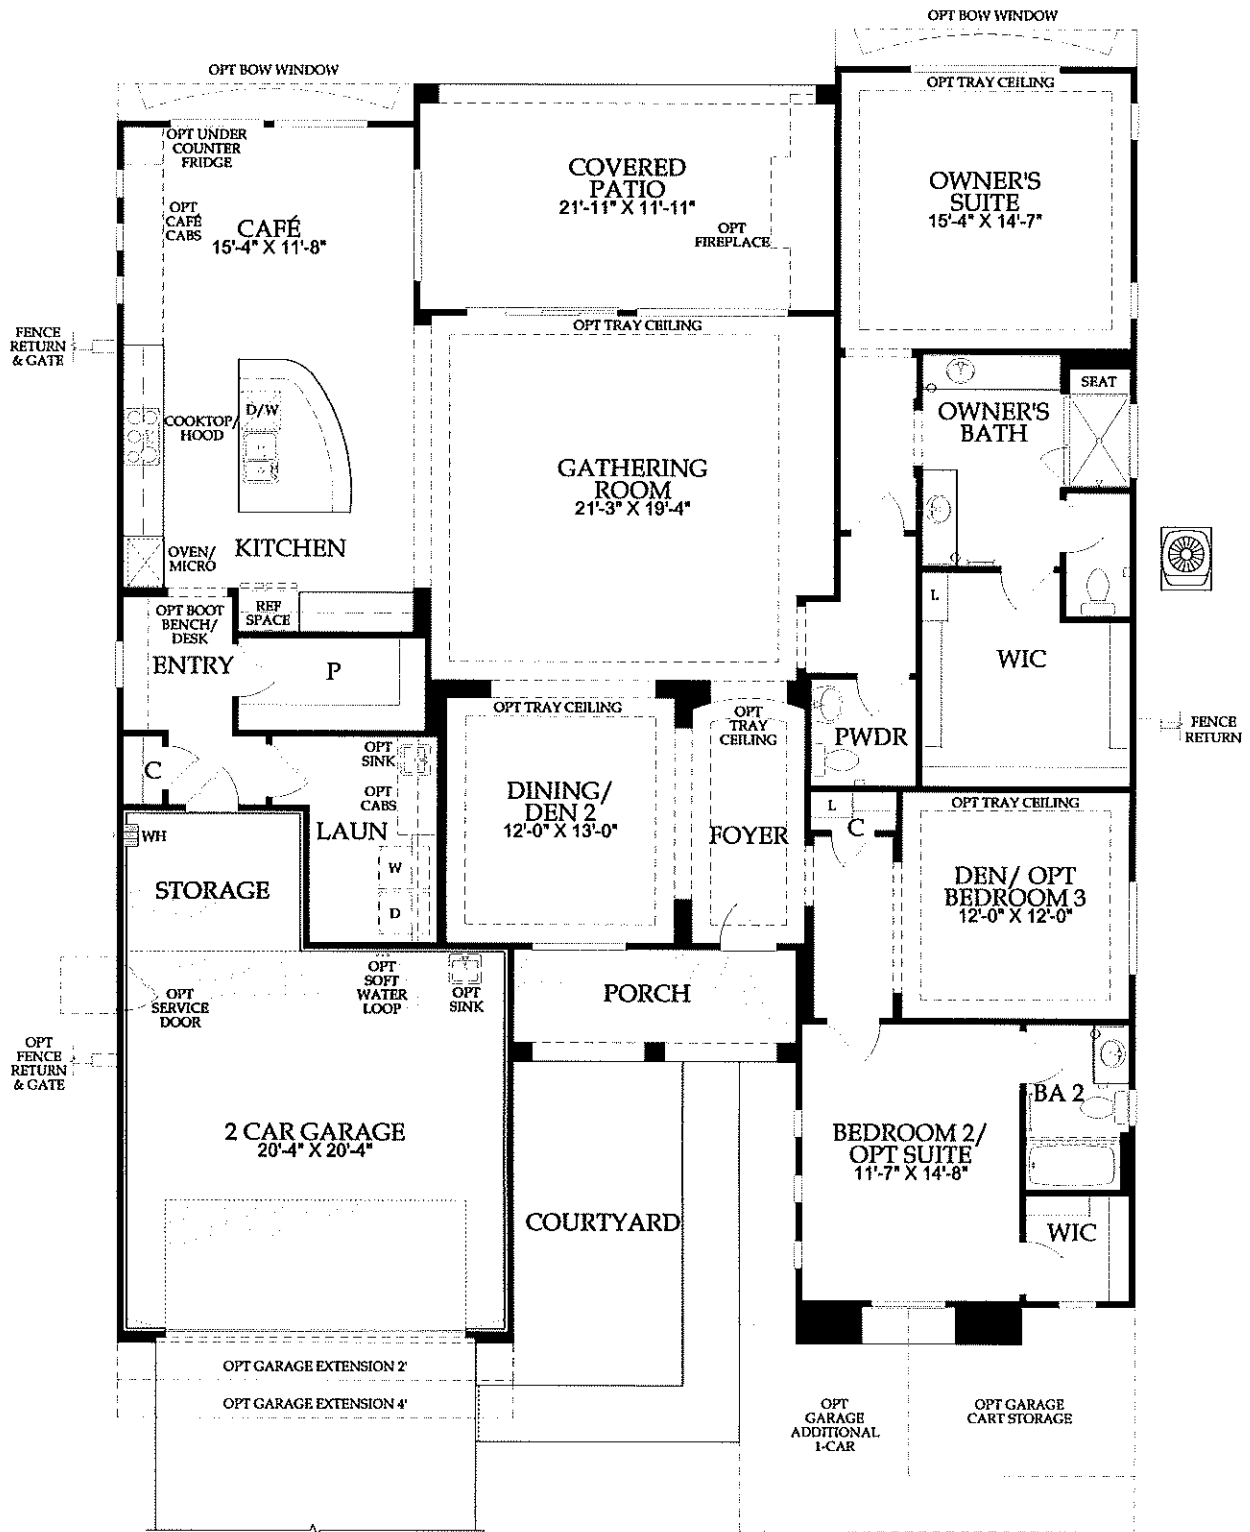 OPT BOW WINDOW
OPT BOW WINDOW
OPT TRAY CEILING
OPT UNDER
COUNTER
FRIDGE
OPT
CAFÉ
CABS
CAFÉ
15'-4" X 11'-8"
COVERED
PATIO
21'-11" X 11'-11"
OPT
FIREPLACE
OWNER'S
SUITE
15'-4" X 14'-7"
FENCE
RETURN
& GATE
OPT TRAY CEILING
SEAT
D/W
COOKTOP/
HOOD
OWNER'S
BATH
GATHERING
ROOM
21'-3" X 19'-4"
KITCHEN
OVEN/
MICRO
REF
SPACE
OPT BOOT
BENCH/
DESK
ENTRY
P
L
WIC
OPT TRAY CEILING
OPT
TRAY
CEILING
PWDR
FENCE
RETURN
C
OPT
SINK
OPT
CABS
LAUN
W
D
WH
STORAGE
DINING/
DEN 2
12'-0" X 13'-0"
FOYER
L
C
OPT TRAY CEILING
DEN/ OPT
BEDROOM 3
12'-0" X 12'-0"
OPT
SERVICE
DOOR
OPT
SOFT
WATER
LOOP
OPT
SINK
PORCH
OPT
FENCE
RETURN
& GATE
2 CAR GARAGE
20'-4" X 20'-4"
BA 2
BEDROOM 2/
OPT SUITE
11'-7" X 14'-8"
COURTYARD
WIC
OPT GARAGE EXTENSION 2'
OPT GARAGE EXTENSION 4'
OPT
GARAGE
ADDITIONAL
1-CAR
OPT GARAGE
CART STORAGE